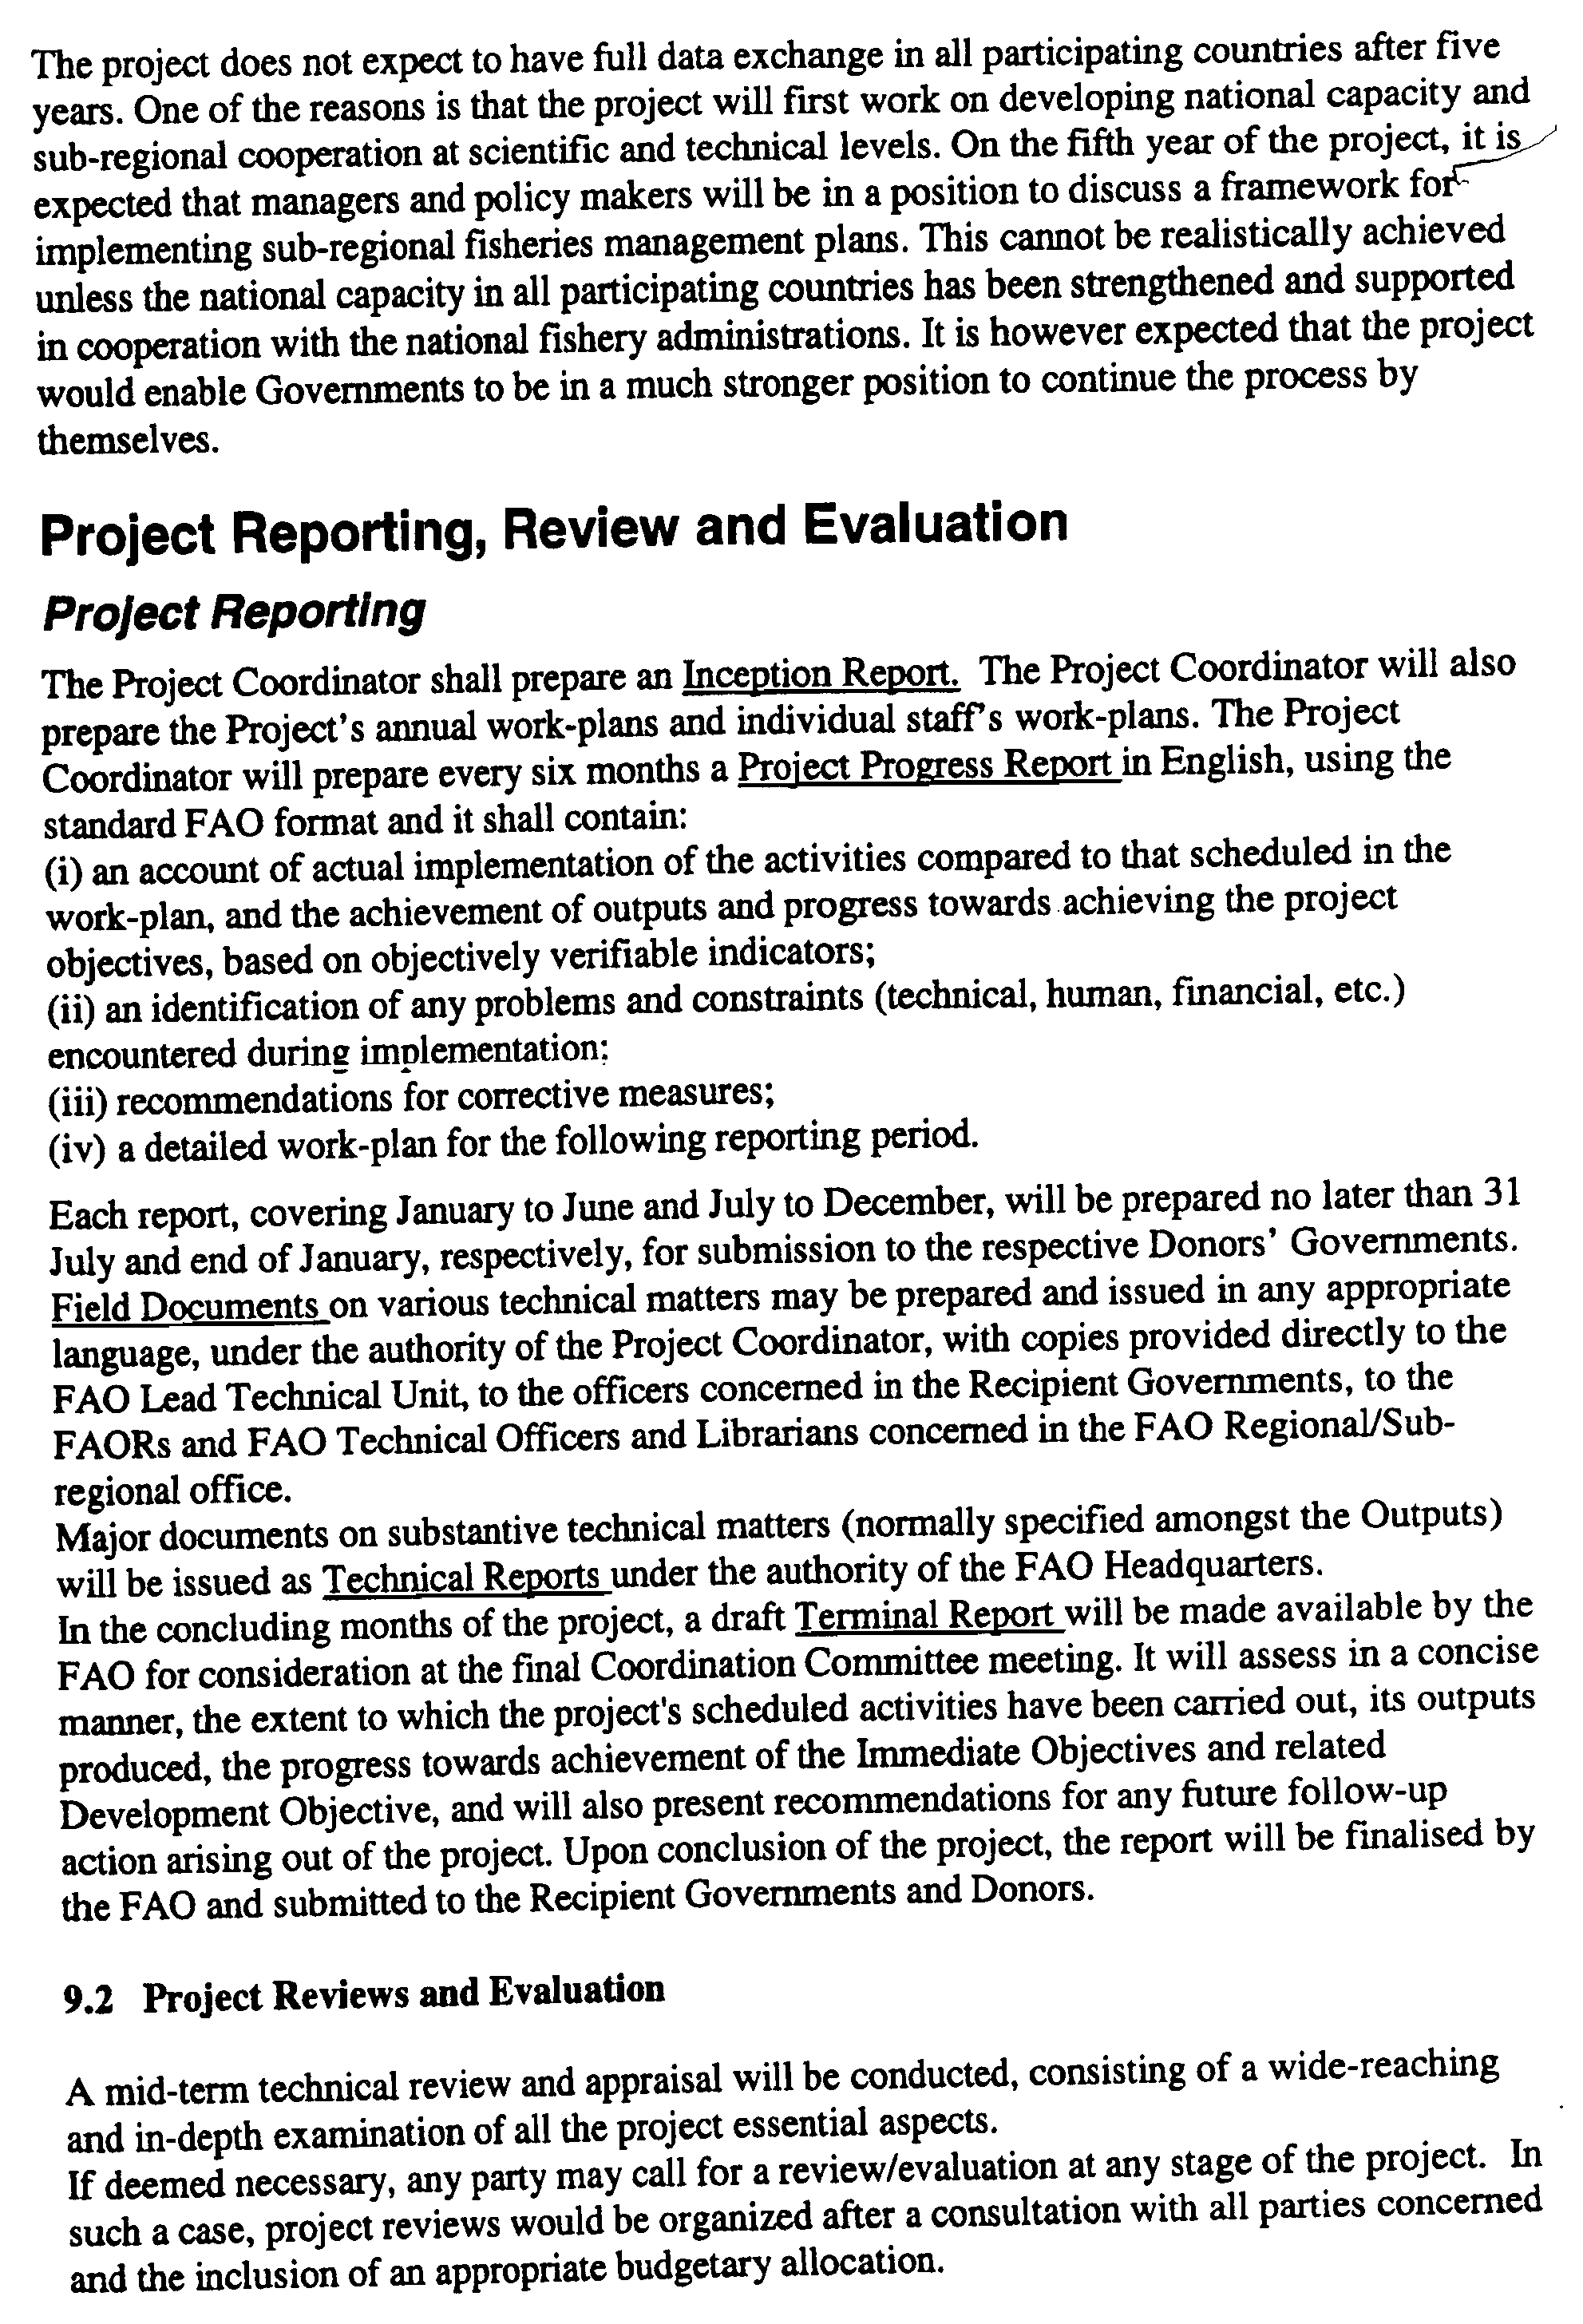 The project does not expect to have full data exchange in all participating countries after five
years. One of the reasons is that the project will first work on developing national capacity and
sub-regional cooperation at scientific and technical levels. On the fifth year of the project, it is
expected that managers and policy makers will be in a position to discuss a framework for
implementing sub-regional fisheries management plans. This cannot be realistically achieved
unless the national capacity in all participating countries has been strengthened and supported
in cooperation with the national fishery administrations. It is however expected that the project
would enable Governments to be in a much stronger position to continue the process by
themselves.
Project Reporting, Review and Evaluation
Project Reporting
The Project Coordinator shall prepare an Inception Report. The Project Coordinator will also
prepare the Project's annual work-plans and individual staff's work-plans. The Project
Coordinator will prepare every six months a Project Progress Report in English, using the
standard FAO format and it shall contain:
(i) an account of actual implementation of the activities compared to that scheduled in the
work-plan, and the achievement of outputs and progress towards achieving the project
objectives, based on objectively verifiable indicators;
(ii) an identification of any problems and constraints (technical, human, financial, etc.)
encountered during implementation;
(iii) recommendations for corrective measures;
(iv) a detailed work-plan for the following reporting period.
Each report, covering January to June and July to December, will be prepared no later than 31
July and end of January, respectively, for submission to the respective Donors' Governments.
Field Documents on various technical matters may be prepared and issued in any appropriate
language, under the authority of the Project Coordinator, with copies provided directly to the
FAO Lead Technical Unit, to the officers concerned in the Recipient Governments, to the
FAORs and FAO Technical Officers and Librarians concerned in the FAO Regional/Sub-
regional office.
Major documents on substantive technical matters (normally specified amongst the Outputs)
will be issued as Technical Reports under the authority of the FAO Headquarters.
In the concluding months of the project, a draft Terminal Report will be made available by the
FAO for consideration at the final Coordination Committee meeting. It will assess in a concise
manner, the extent to which the project's scheduled activities have been carried out, its outputs
produced, the progress towards achievement of the Immediate Objectives and related
Development Objective, and will also present recommendations for any future follow-up
action arising out of the project. Upon conclusion of the project, the report will be finalised by
the FAO and submitted to the Recipient Governments and Donors.
9.2 Project Reviews and Evaluation
A mid-term technical review and appraisal will be conducted, consisting of a wide-reaching
and in-depth examination of all the project essential aspects.
If deemed necessary, any party may call for a review/evaluation at any stage of the project. In
such a case, project reviews would be organized after a consultation with all parties concerned
and the inclusion of an appropriate budgetary allocation.